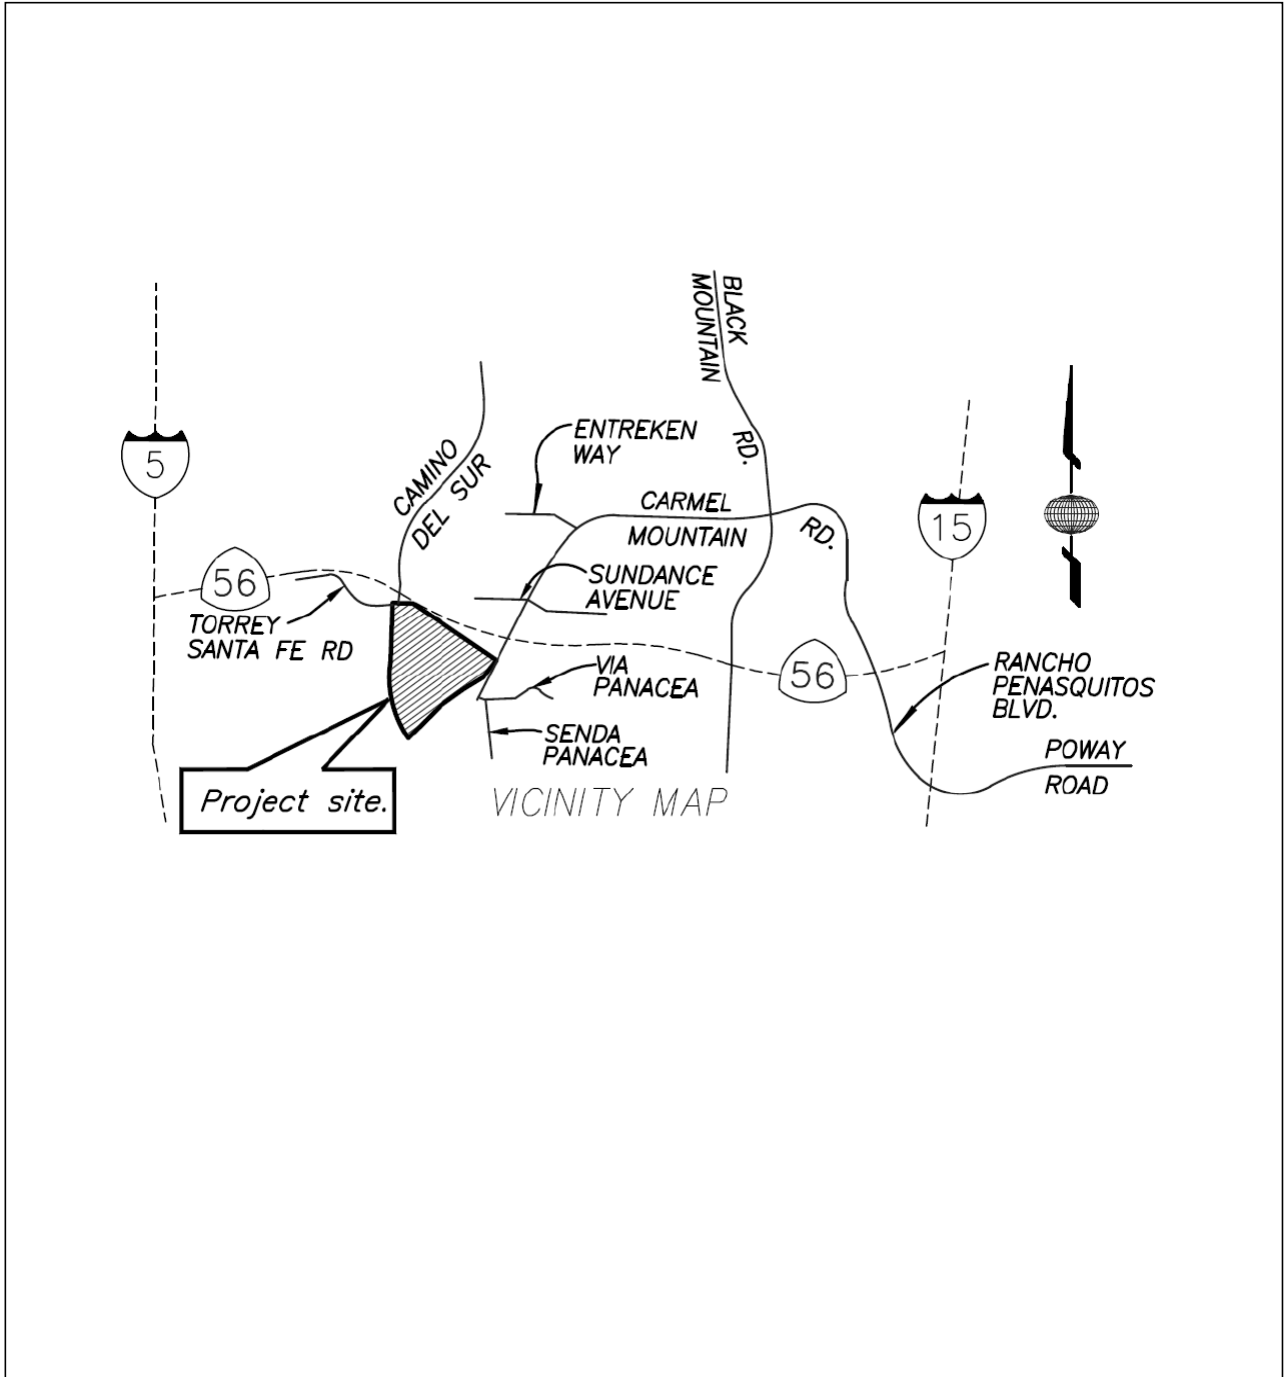 BLACK
MOUNTAIN
RD.
5
CAMINO
DEL SUR
ENTREKEN
WAY
CARMEL
MOUNTAIN
RD.
15
56
SUNDANCE
AVENUE
TORREY
SANTA FE RD
VIA
PANACEA
56
RANCHO
PENASQUITOS
BLVD.
SENDA
PANACEA
POWAY
ROAD
Project site.
VICINITY MAP